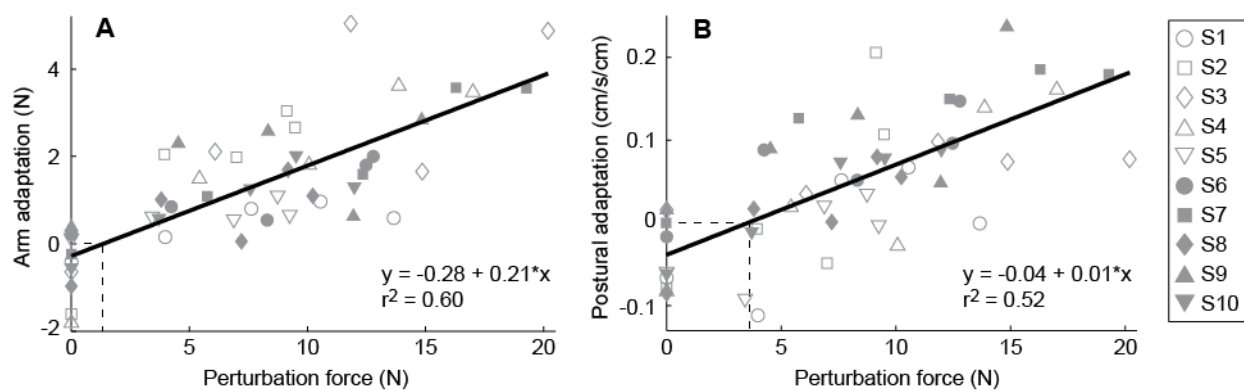 A
Arm adaptation (N)
4
2
0
-2
0
5
10
15
20
Perturbation force (N)
y = -0.28 + 0.21*x
r² = 0.60
B
Postural adaptation (cm/s/cm)
0.2
0.1
0
-0.1
0
5
10
15
20
Perturbation force (N)
y = -0.04 + 0.01*x
r² = 0.52
S1
S2
S3
S4
S5
S6
S7
S8
S9
S10